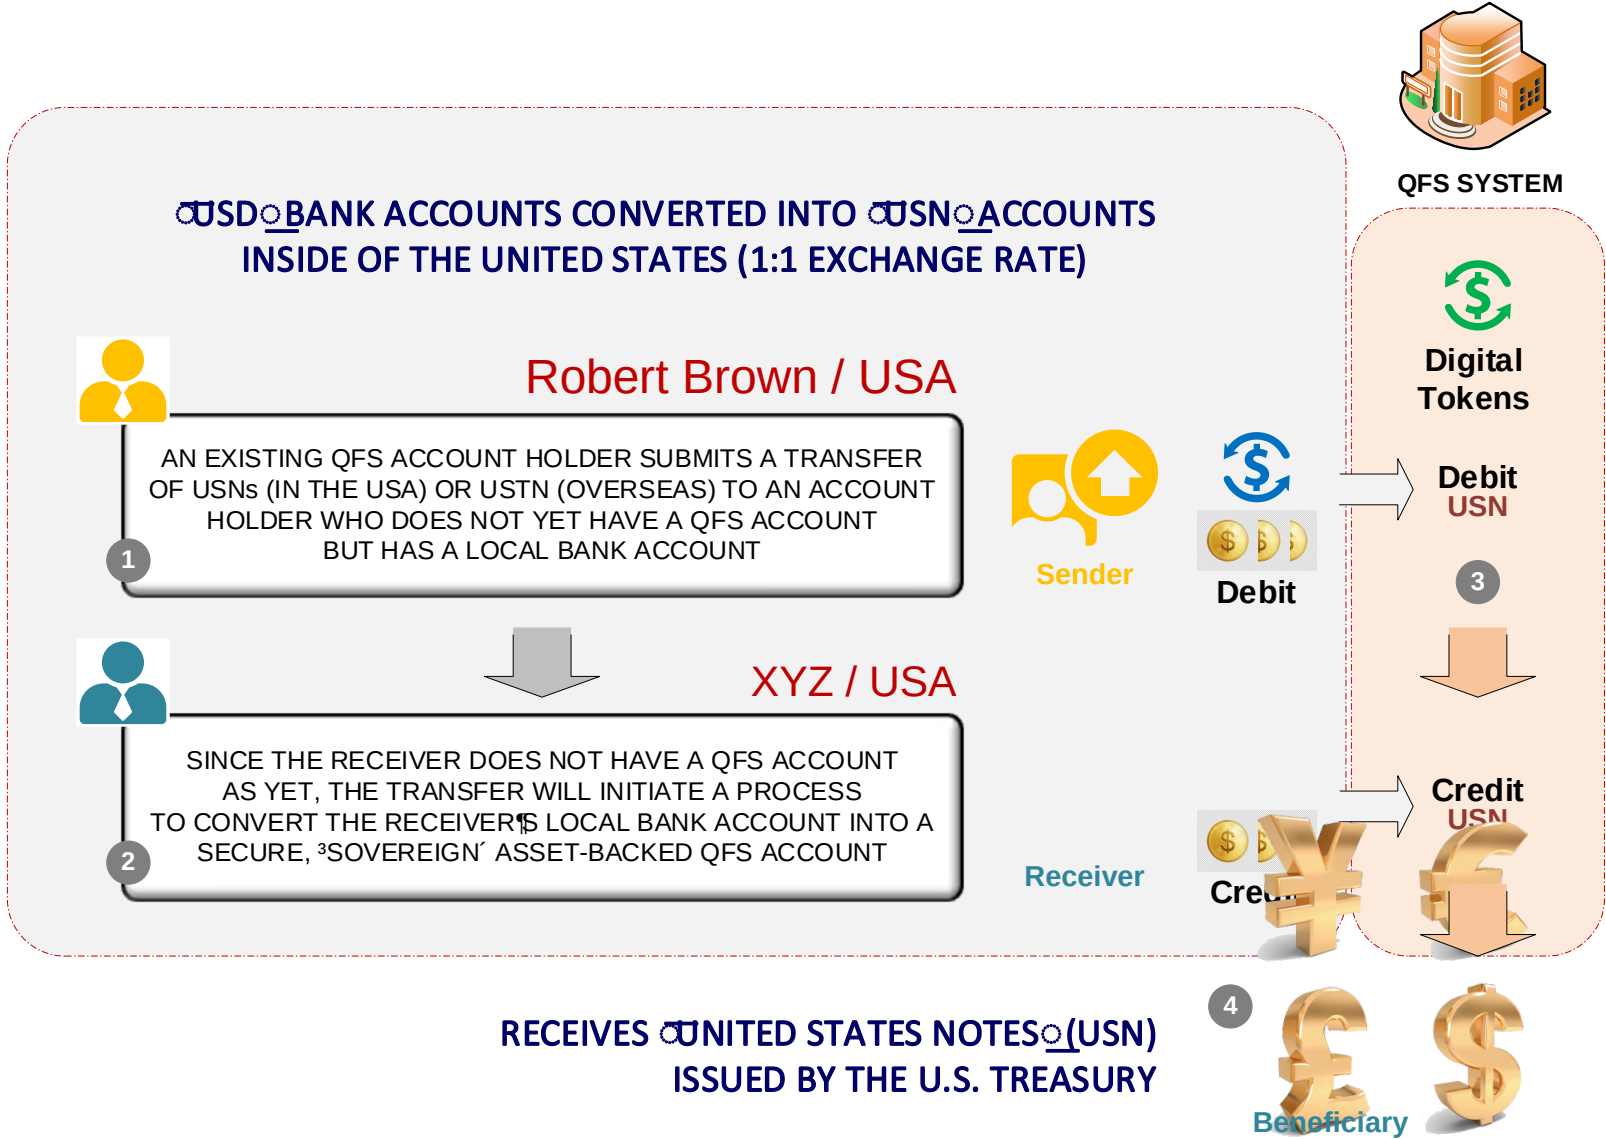 QFS SYSTEM
"USD" BANK ACCOUNTS CONVERTED INTO "USN" ACCOUNTS
INSIDE OF THE UNITED STATES (1:1 EXCHANGE RATE)
Digital
Tokens
Robert Brown / USA
AN EXISTING QFS ACCOUNT HOLDER SUBMITS A TRANSFER
OF USNs (IN THE USA) OR USTN (OVERSEAS) TO AN ACCOUNT
HOLDER WHO DOES NOT YET HAVE A QFS ACCOUNT
BUT HAS A LOCAL BANK ACCOUNT
1
Sender
Debit
Debit
USN
3
XYZ / USA
SINCE THE RECEIVER DOES NOT HAVE A QFS ACCOUNT
AS YET, THE TRANSFER WILL INITIATE A PROCESS
TO CONVERT THE RECEIVER¶S LOCAL BANK ACCOUNT INTO A
SECURE, ³SOVEREIGN´ ASSET-BACKED QFS ACCOUNT
2
Receiver
Credit
Credit
USN
4
RECEIVES "UNITED STATES NOTES" (USN)
ISSUED BY THE U.S. TREASURY
Beneficiary